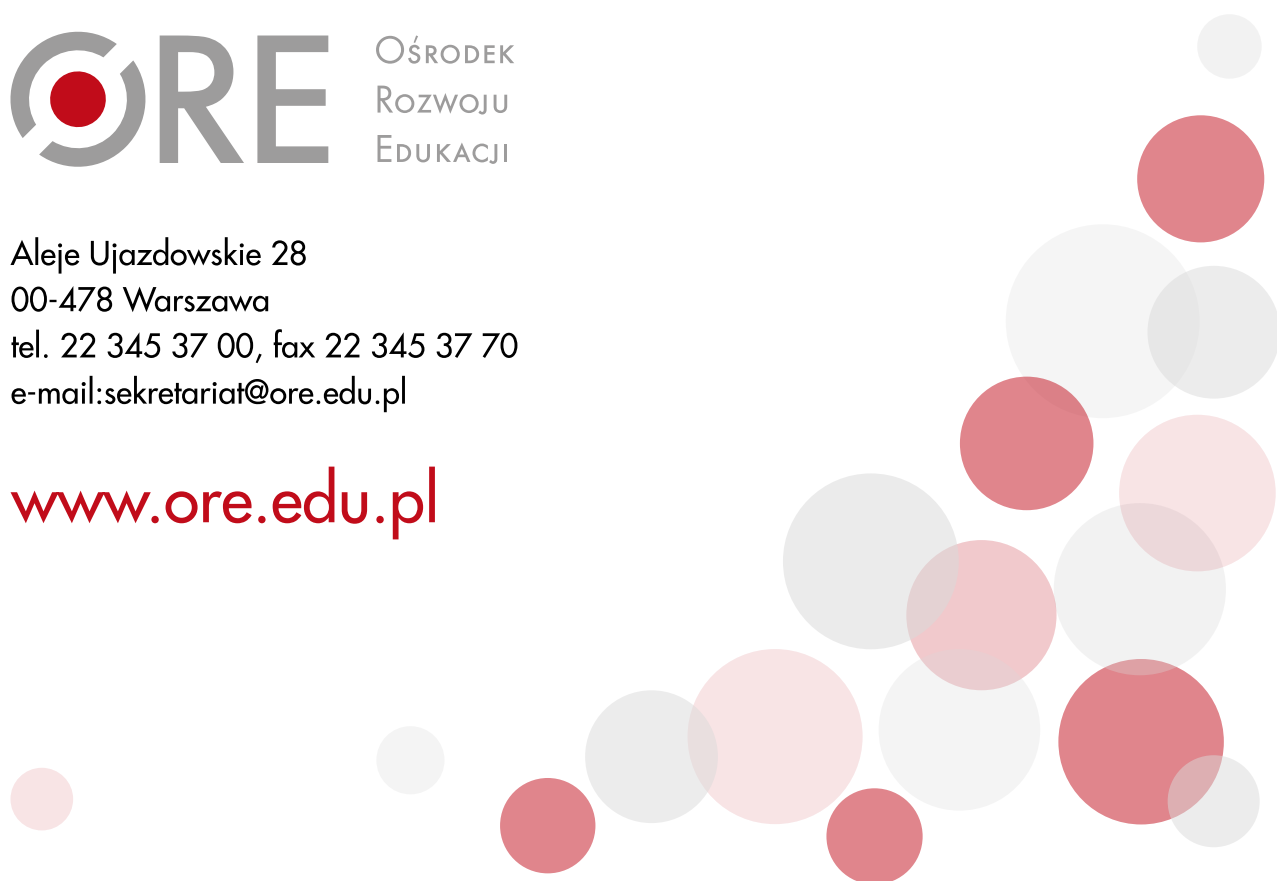 ORE
Ośrodek
Rozwoju
Edukacji
Aleje Ujazdowskie 28
00-478 Warszawa
tel. 22 345 37 00, fax 22 345 37 70
e-mail:sekretariat@ore.edu.pl
www.ore.edu.pl